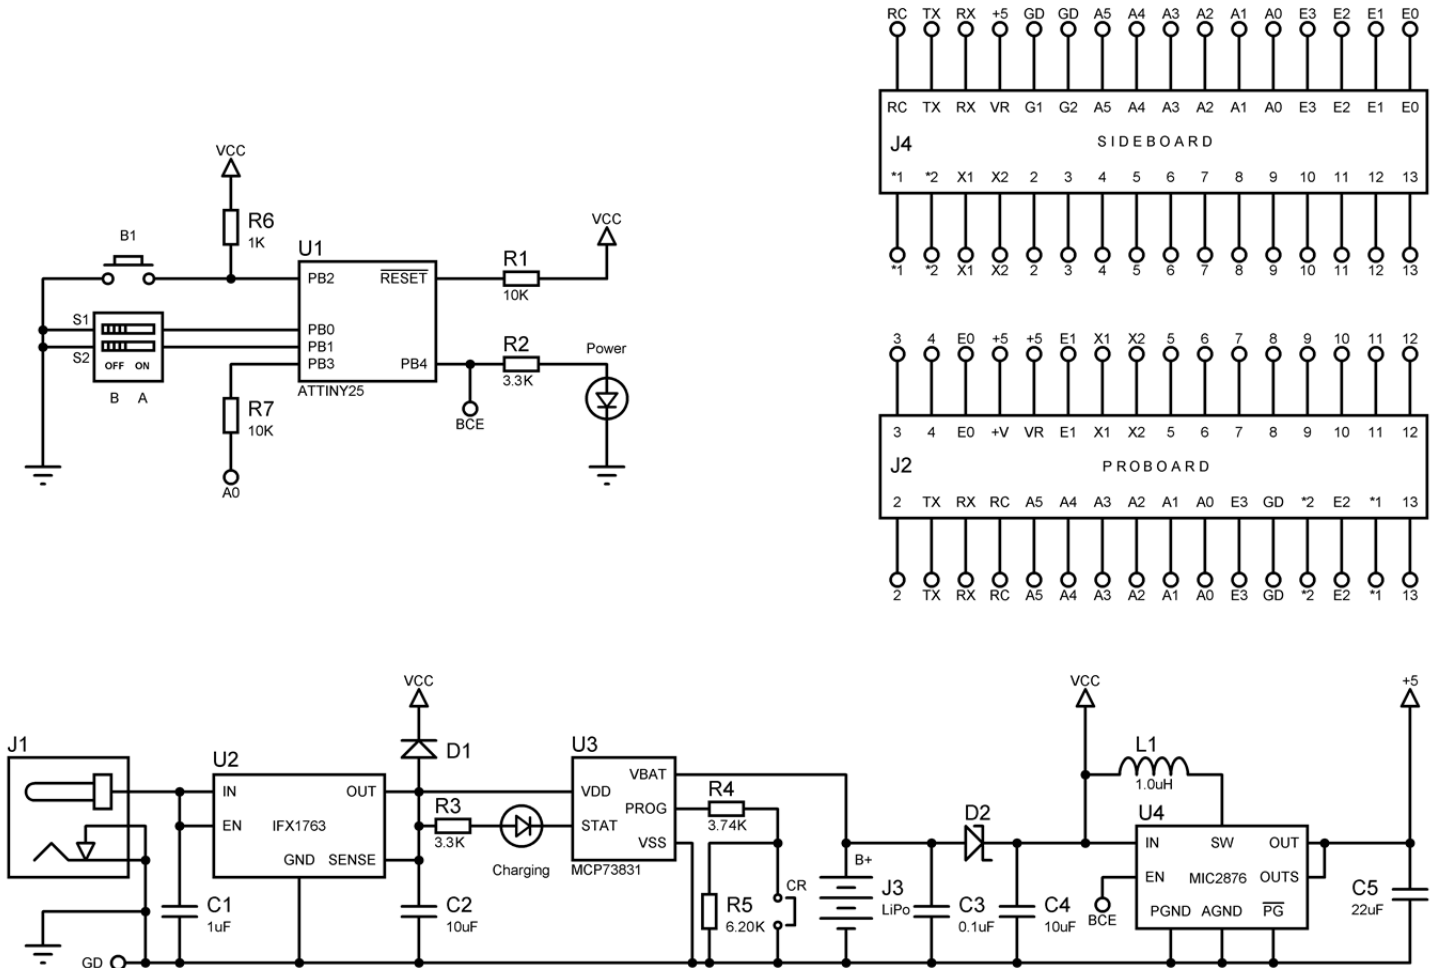 RC TX RX +5 GD GD A5 A4 A3 A2 A1 A0 E3 E2 E1 E0
RC TX RX VR G1 G2 A5 A4 A3 A2 A1 A0 E3 E2 E1 E0
J4
SIDEBOARD
*1 *2 X1 X2 2 3 4 5 6 7 8 9 10 11 12 13
*1 *2 X1 X2 2 3 4 5 6 7 8 9 10 11 12 13
VCC
R6
1K
B1
U1
PB2
RESET
PB0
PB1
PB3
PB4
ATTINY25
S1
S2
OFF ON
B A
R7
10K
A0
R1
10K
VCC
R2
3.3K
Power
BCE
3 4 E0 +5 +5 E1 X1 X2 5 6 7 8 9 10 11 12
3 4 E0 +V VR E1 X1 X2 5 6 7 8 9 10 11 12
J2
PROBOARD
2 TX RX RC A5 A4 A3 A2 A1 A0 E3 GD *2 E2 *1 13
2 TX RX RC A5 A4 A3 A2 A1 A0 E3 GD *2 E2 *1 13
J1
GD
C1
1uF
U2
IN
OUT
EN
IFX1763
GND SENSE
VCC
D1
R3
3.3K
Charging
C2
10uF
U3
VBAT
VDD
PROG
STAT
VSS
MCP73831
R4
3.74K
R5
6.20K
CR
B+
J3
LiPo
C3
0.1uF
D2
C4
10uF
VCC
L1
1.0uH
U4
IN
SW
OUT
EN
MIC2876
OUTS
PGND AGND PG
BCE
+5
C5
22uF